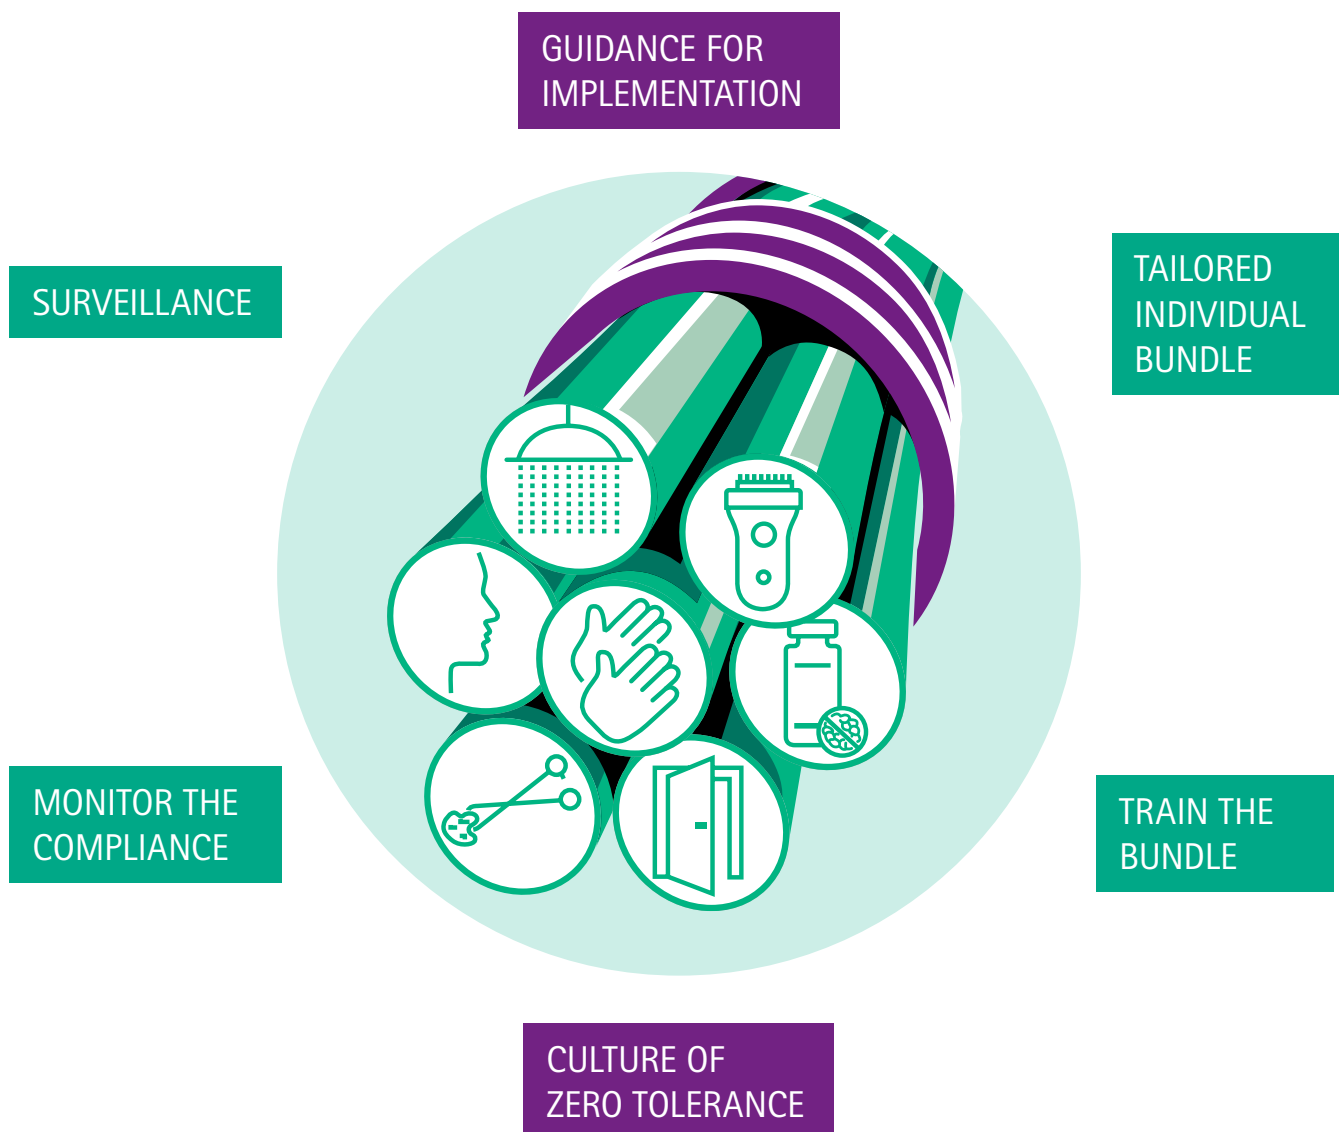 GUIDANCE FOR
IMPLEMENTATION
SURVEILLANCE
TAILORED
INDIVIDUAL
BUNDLE
MONITOR THE
COMPLIANCE
TRAIN THE
BUNDLE
CULTURE OF
ZERO TOLERANCE